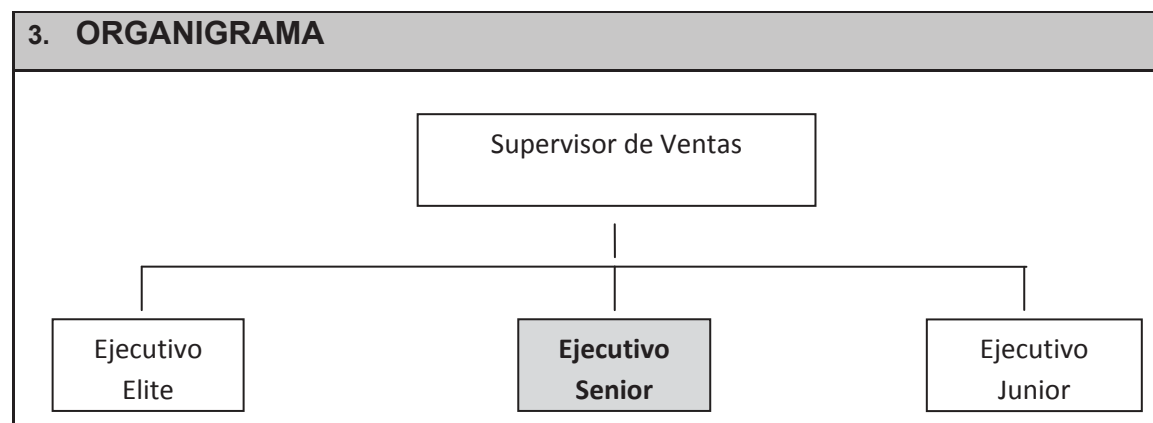 3. ORGANIGRAMA
Supervisor de Ventas
Ejecutivo
Elite
Ejecutivo
Senior
Ejecutivo
Junior